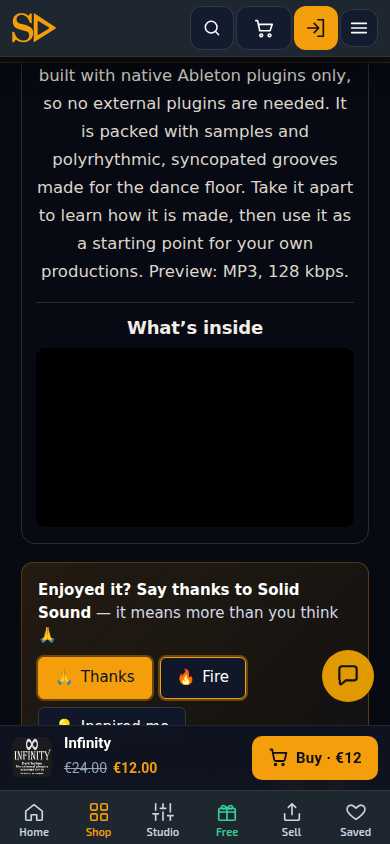 S
built with native Ableton plugins only,
so no external plugins are needed. It
is packed with samples and
polyrhythmic, syncopated grooves
made for the dance floor. Take it apart
to learn how it is made, then use it as
a starting point for your own
productions. Preview: MP3, 128 kbps.
What's inside
Enjoyed it? Say thanks to Solid
Sound — it means more than you think
🙏
🙏 Thanks
🔥 Fire
💡 Inspired me
INFINITY
Infinity
€24.00 €12.00
Buy · €12
Home
Shop
Studio
Free
Sell
Saved